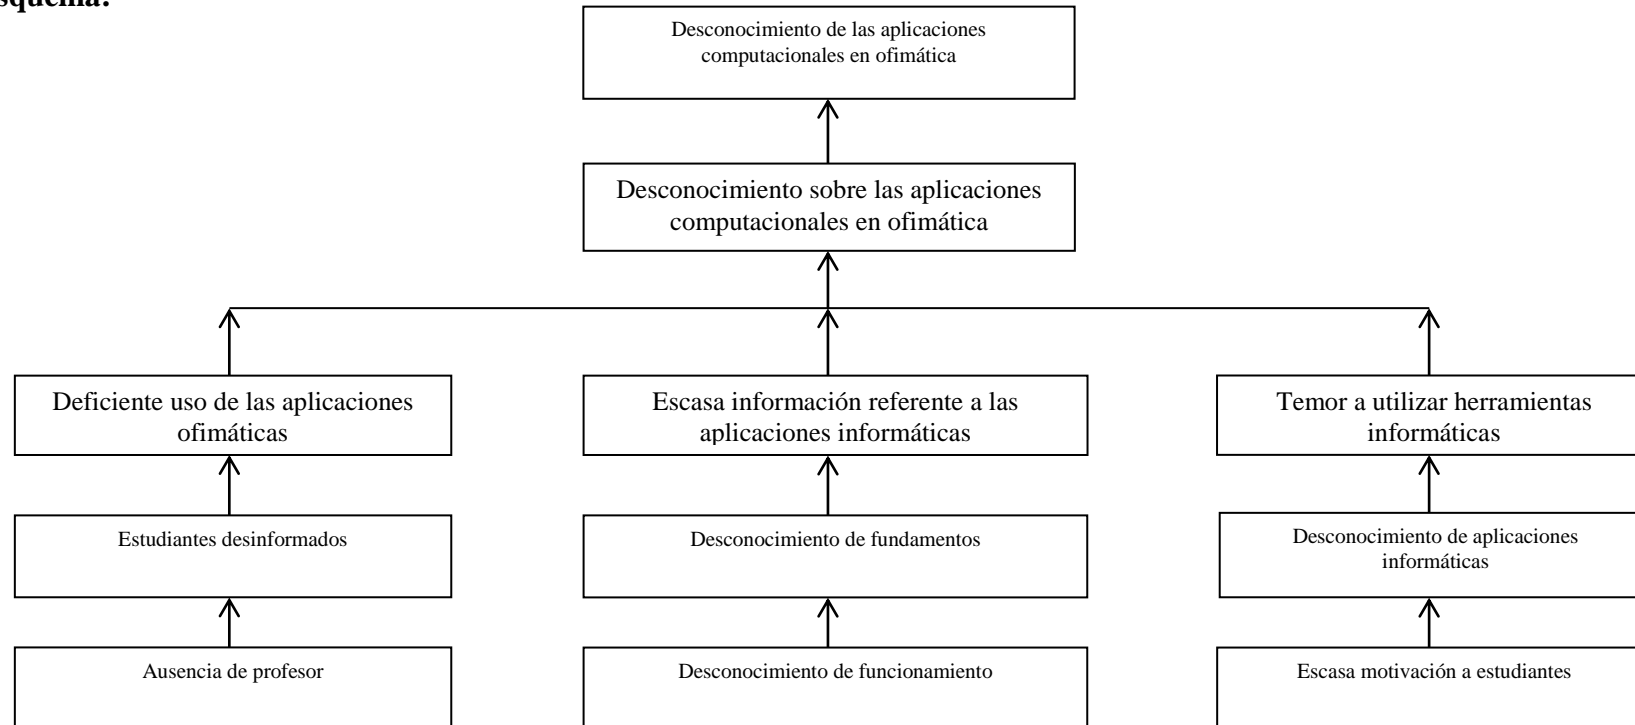 squema:
Desconocimiento de las aplicaciones
computacionales en ofimática
Desconocimiento sobre las aplicaciones
computacionales en ofimática
Deficiente uso de las aplicaciones
ofimáticas
Escasa información referente a las
aplicaciones informáticas
Temor a utilizar herramientas
informáticas
Estudiantes desinformados
Desconocimiento de fundamentos
Desconocimiento de aplicaciones
informáticas
Ausencia de profesor
Desconocimiento de funcionamiento
Escasa motivación a estudiantes